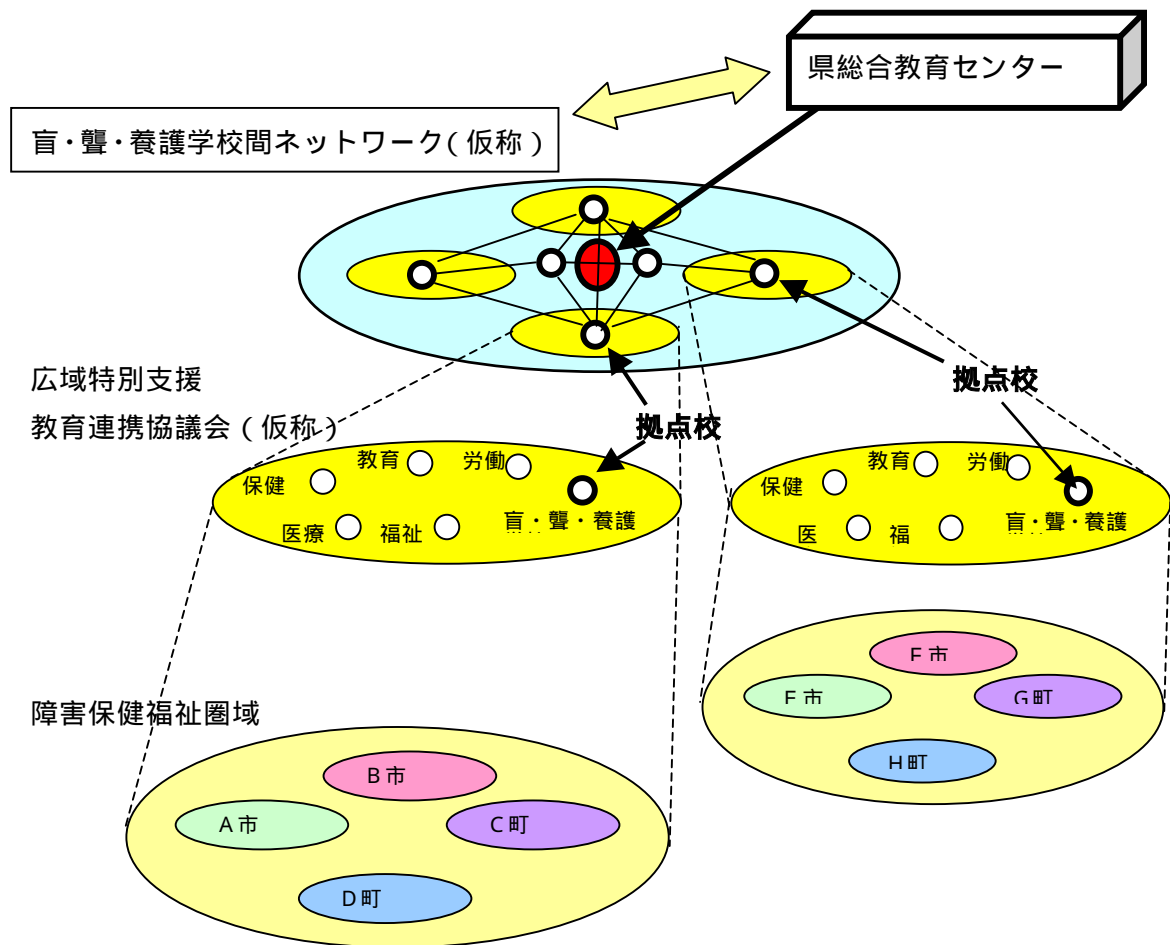 県総合教育センター
盲・聾・養護学校間ネットワーク(仮称)
広域特別支援
教育連携協議会(仮称)
拠点校
拠点校
保健
教育
労働
医療
福祉
盲・聾・養護
保健
教育
労働
医
福
盲・聾・養護
障害保健福祉圏域
B市
A市
C町
D町
F市
G町
H町